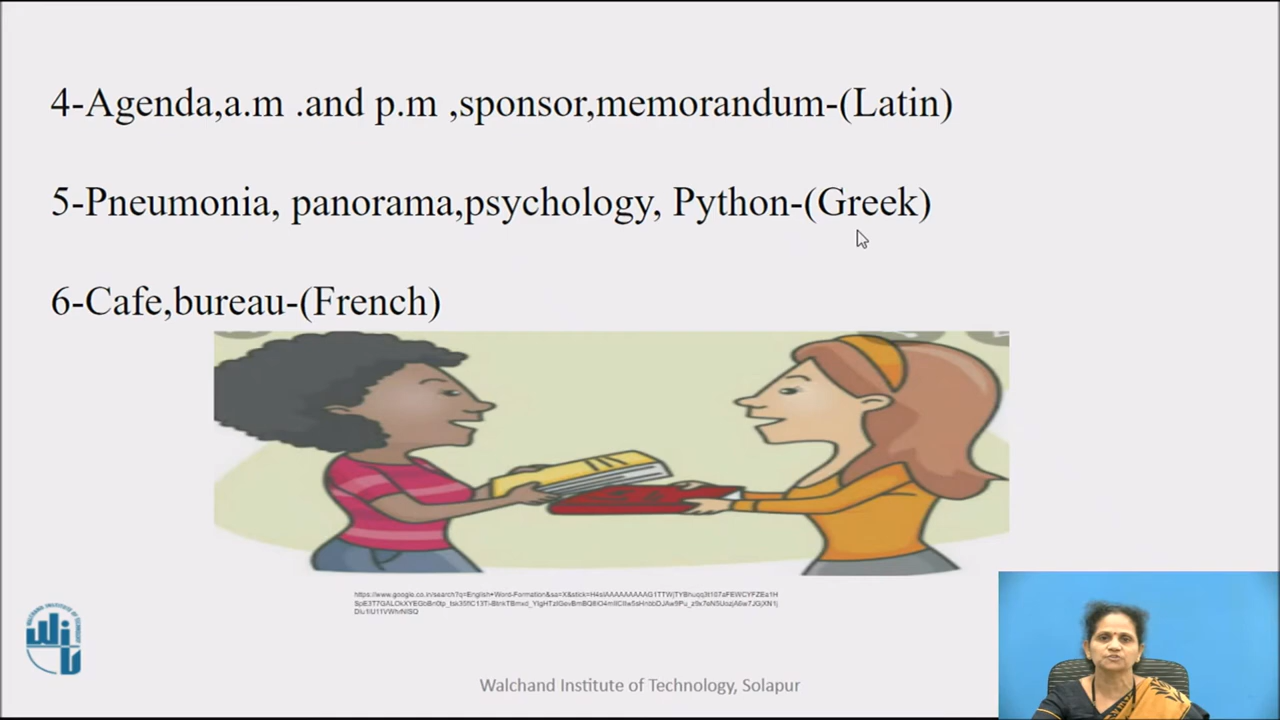 4-Agenda,a.m .and p.m ,sponsor,memorandum-(Latin)
5-Pneumonia, panorama,psychology, Python-(Greek)
6-Cafe,bureau-(French)
Walchand Institute of Technology, Solapur